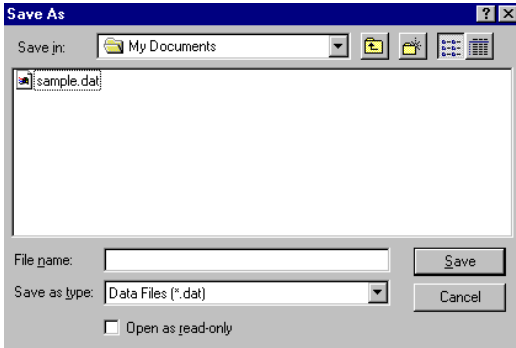 Save As
Save in: My Documents
sample.dat
File name: Save
Save as type: Data Files (*.dat) Cancel
Open as read-only